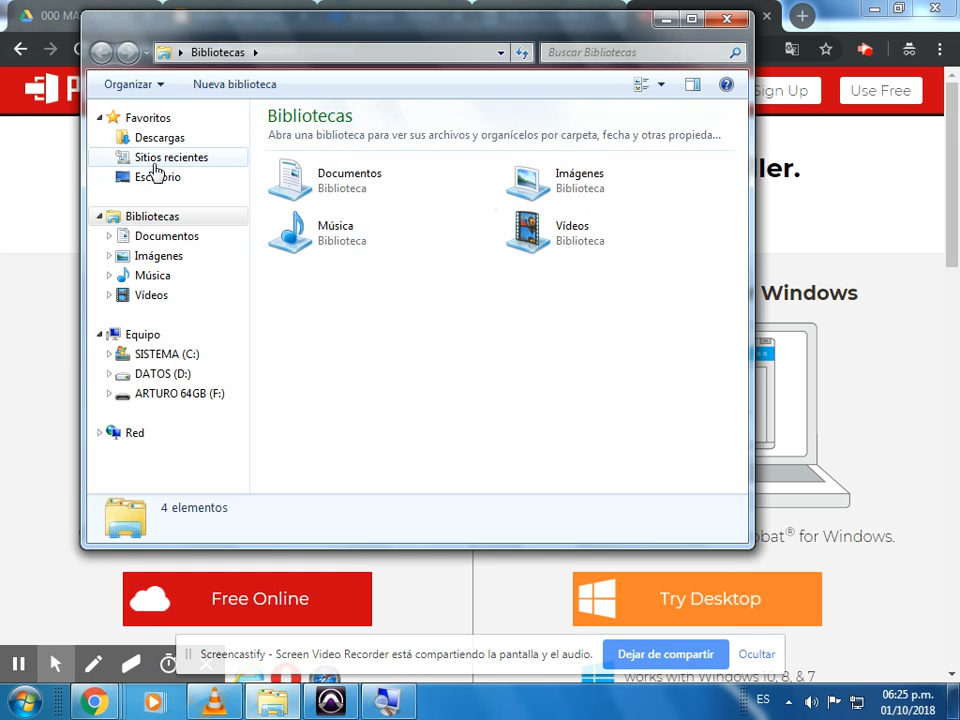 000 MA
Bibliotecas
Buscar Bibliotecas
Organizar
Nueva biblioteca
Sign Up
Use Free
Favoritos
Descargas
Sitios recientes
Bibliotecas
Documentos
Imágenes
Música
Vídeos
Equipo
SISTEMA (C:)
DATOS (D:)
ARTURO 64GB (F:)
Red
Bibliotecas
Abra una biblioteca para ver sus archivos y organícelos por carpeta, fecha y otras propieda...
Documentos
Biblioteca
Imágenes
Biblioteca
Música
Biblioteca
Vídeos
Biblioteca
4 elementos
ller.
Windows
obat® for Windows.
Free Online
Try Desktop
Screencastify - Screen Video Recorder está compartiendo la pantalla y el audio.
Dejar de compartir
Ocultar
works with Windows 10, 8, & 7
ES
06:25 p.m.
01/10/2018